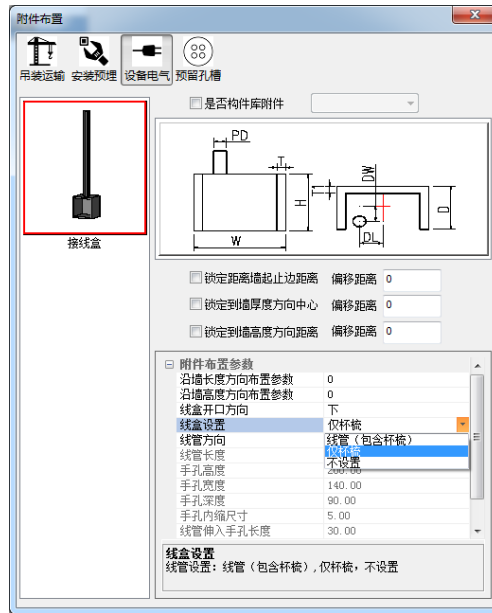 附件布置
吊装运输 安装预埋 设备电气 预留孔槽
接线盒
是否构件库附件
PD
T
H
W
T
DW
D
DL
锁定距离墙起止边距离 偏移距离 0
锁定到墙厚度方向中心 偏移距离 0
锁定到墙高度方向距离 偏移距离 0
附件布置参数
沿墙长度方向布置参数 0
沿墙高度方向布置参数 0
线盒开口方向 下
线盒设置 仅杯梳
线管方向 线管（包含杯梳）
线管长度 仅杯梳
不设置
手孔高度 200.00
手孔宽度 140.00
手孔深度 90.00
手孔内缩尺寸 5.00
线管伸入手孔长度 30.00
线盒设置
线管设置：线管（包含杯梳）,仅杯梳，不设置